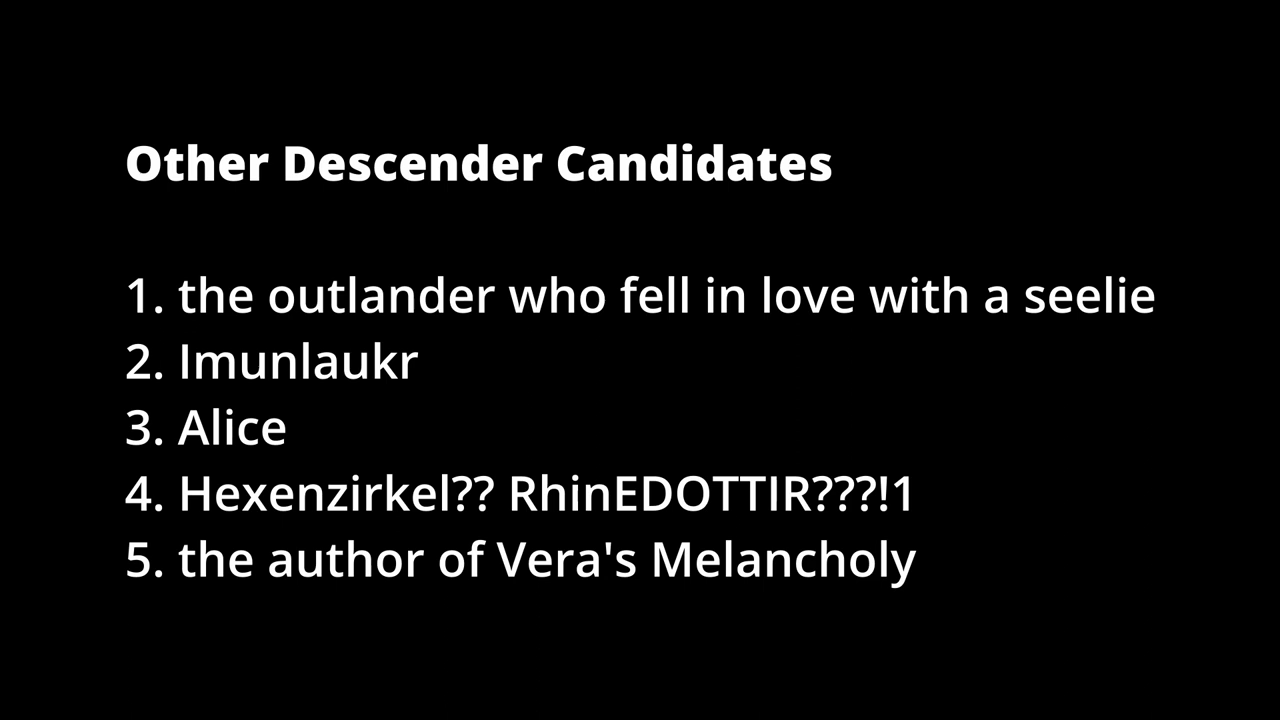 Other Descender Candidates
1. the outlander who fell in love with a seelie
2. Imunlaukr
3. Alice
4. Hexenzirkel?? RhinEDOTTIR???!1
5. the author of Vera's Melancholy